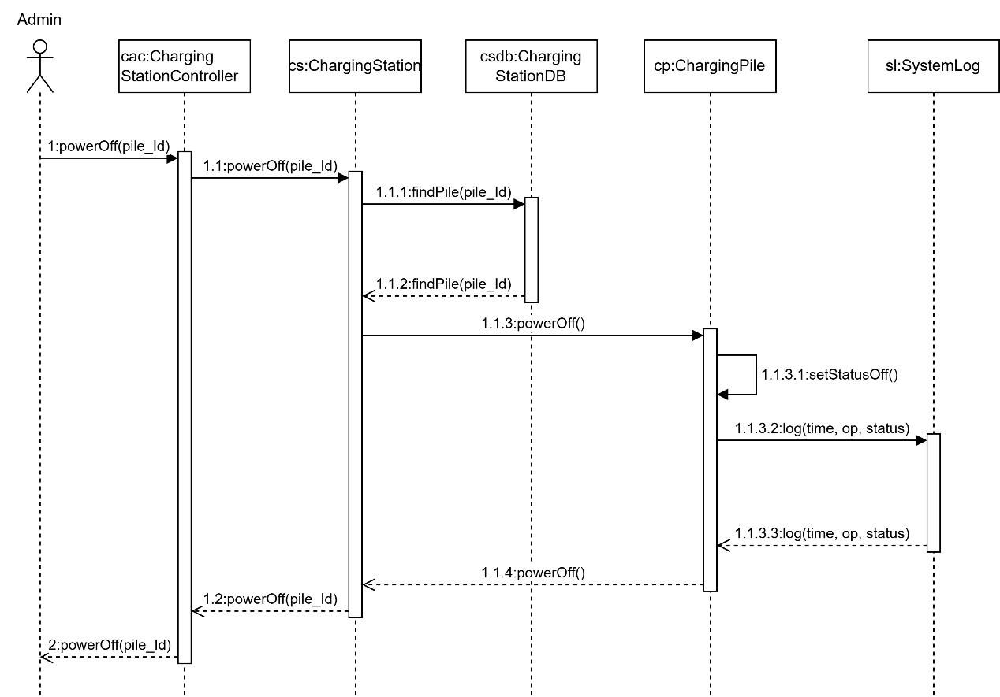 Admin
cac:Charging
StationController
cs:ChargingStation
csdb:Charging
StationDB
cp:ChargingPile
sl:SystemLog
1:powerOff(pile_Id)
1.1:powerOff(pile_Id)
1.1.1:findPile(pile_Id)
1.1.2:findPile(pile_Id)
1.1.3:powerOff()
1.1.3.1:setStatusOff()
1.1.3.2:log(time, op, status)
1.1.3.3:log(time, op, status)
1.1.4:powerOff()
1.2:powerOff(pile_Id)
2:powerOff(pile_Id)